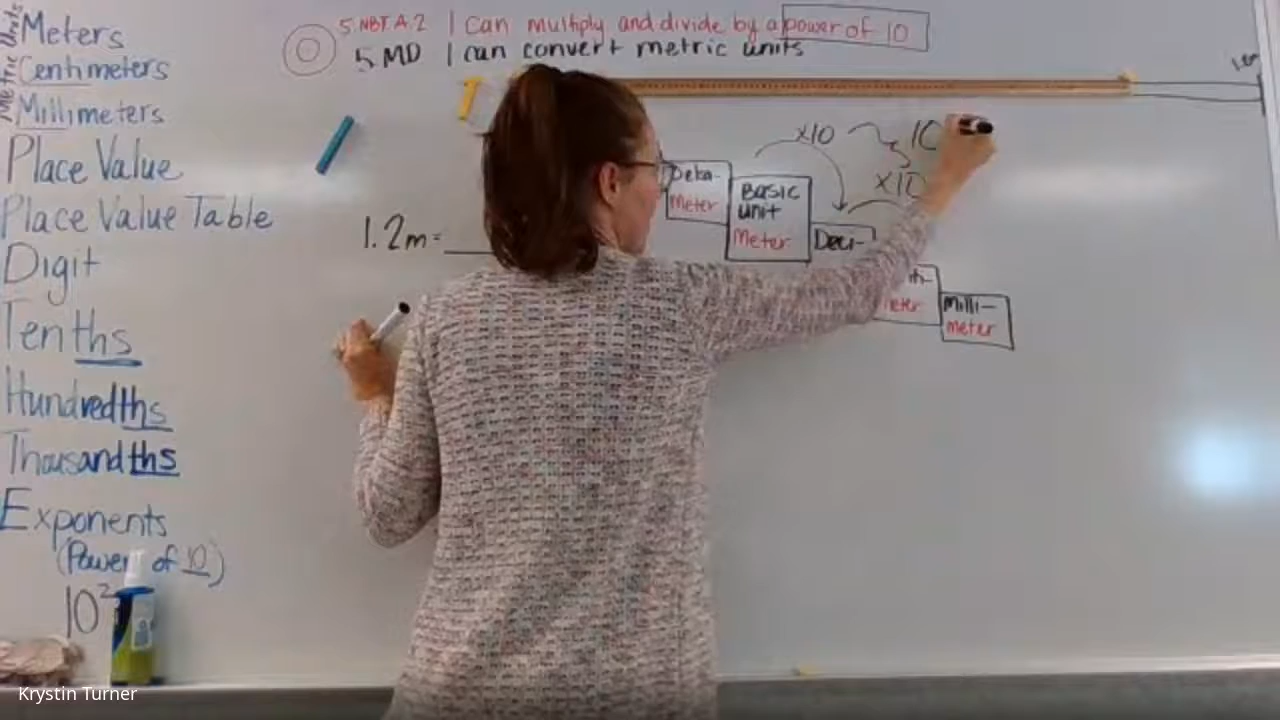 5.NBT.A.2 I Can multiply and divide by a power of 10
5.MD I can convert metric units
Metric Units
Meters
Centimeters
Millimeters
Place Value
Place Value Table
Digit
Tenths
Hundredths
Thousandths
Exponents
(Power of 10)
10²
1.2m=
x10
10
x10
Deka-
Meter
Basic
unit
Meter
Deci-
Milli-
meter
Krystin Turner